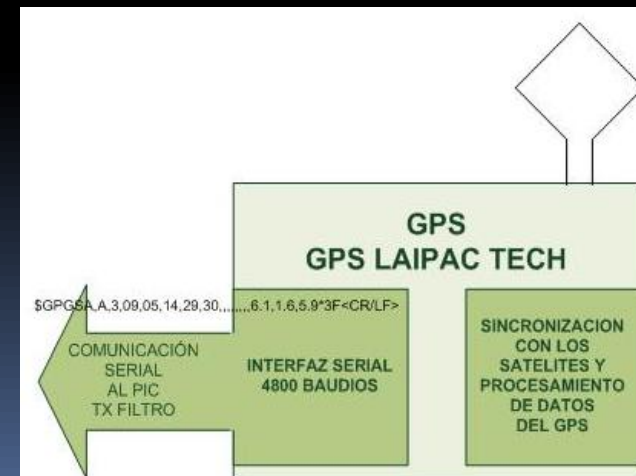 GPS
GPS LAIPAC TECH
$GPGSA,A,3,09,05,14,29,30,,,,,,,6.1,1.6,5.9*3F<CR/LF>
COMUNICACIÓN
SERIAL
AL PIC
TX FILTRO
INTERFAZ SERIAL
4800 BAUDIOS
SINCRONIZACION
CON LOS
SATELITES Y
PROCESAMIENTO
DE DATOS
DEL GPS